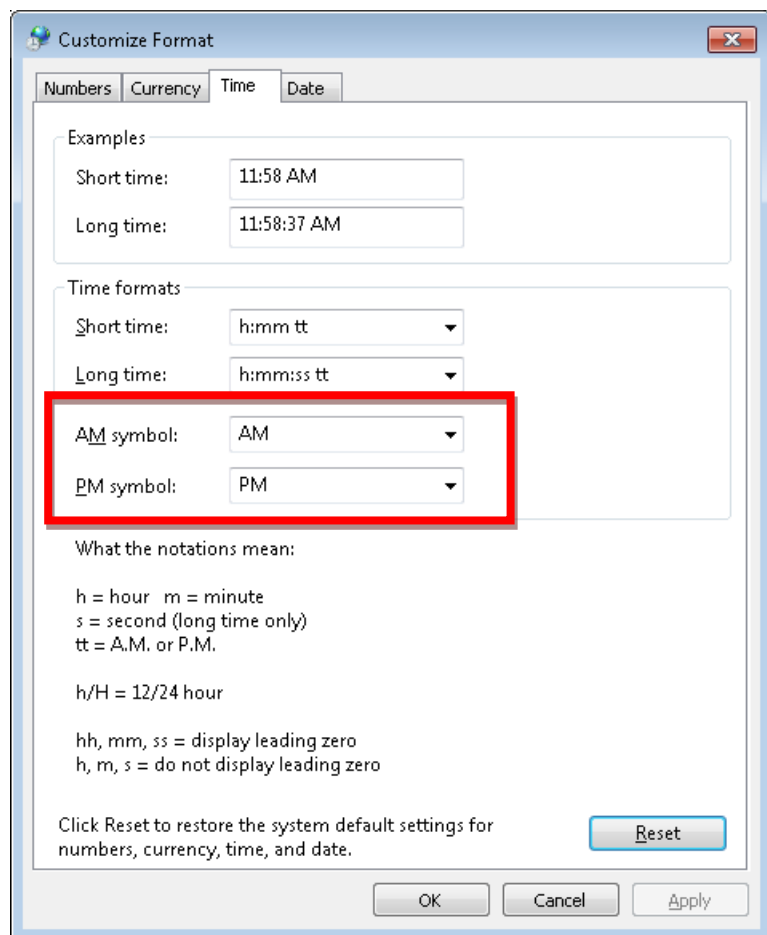 Customize Format
Numbers Currency Time Date
Examples
Short time: 11:58 AM
Long time: 11:58:37 AM
Time formats
Short time: h:mm tt
Long time: h:mm:ss tt
AM symbol: AM
PM symbol: PM
What the notations mean:
h = hour m = minute
s = second (long time only)
tt = A.M. or P.M.
h/H = 12/24 hour
hh, mm, ss = display leading zero
h, m, s = do not display leading zero
Click Reset to restore the system default settings for
numbers, currency, time, and date.
Reset
OK Cancel Apply